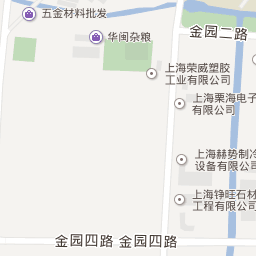 五金材料批发
金园二路
华闽杂粮
上海荣威塑胶
工业有限公司
上海栗海电子
有限公司
上海赫势制冷
设备有限公司
上海铮旺石材
工程有限公司
金园四路 金园四路